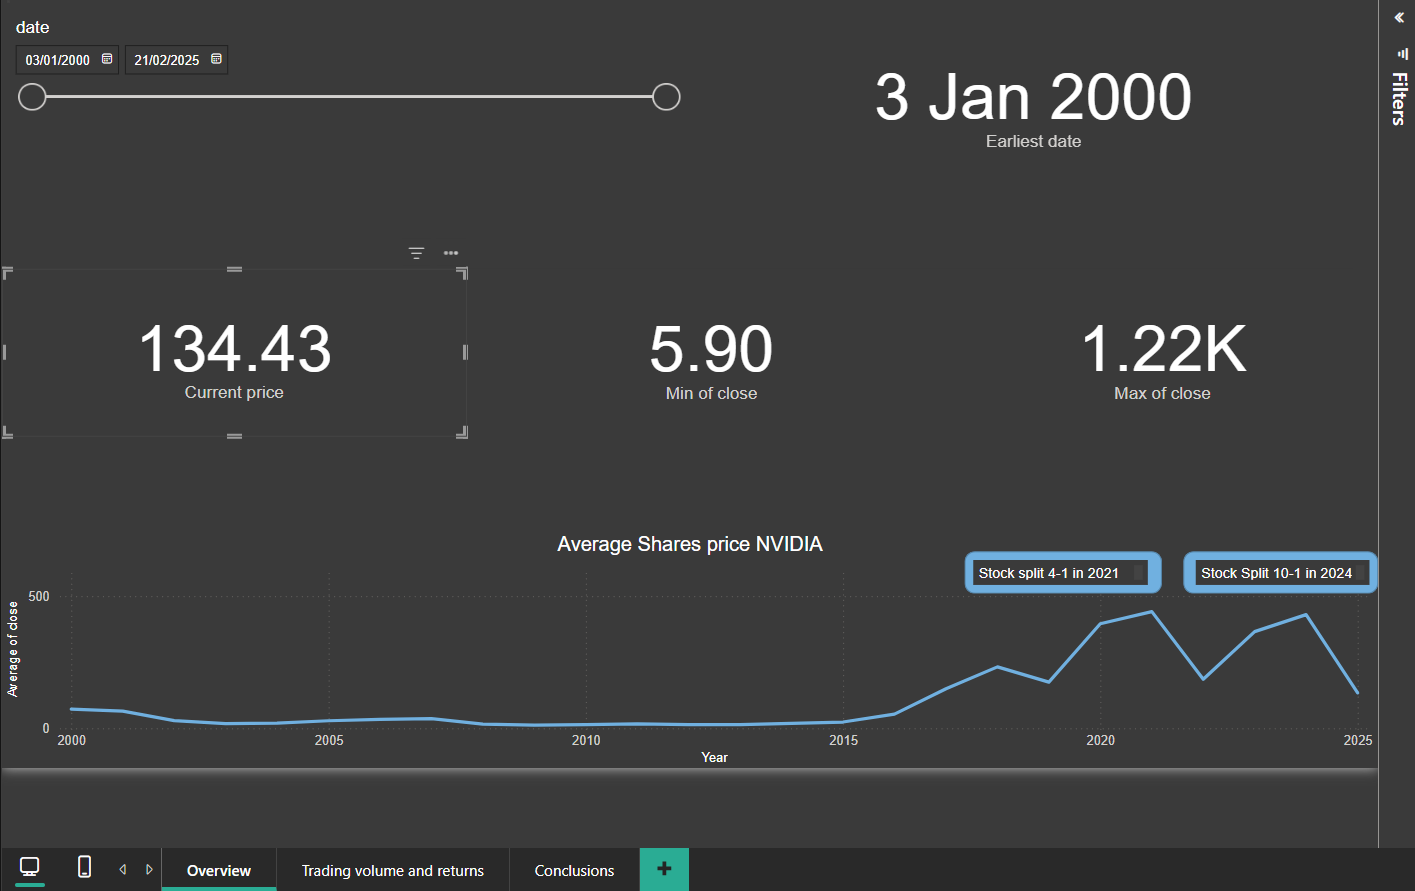 date
03/01/2000
21/02/2025
3 Jan 2000
Earliest date
Filters
134.43
Current price
5.90
Min of close
1.22K
Max of close
Average Shares price NVIDIA
Stock split 4-1 in 2021
Stock Split 10-1 in 2024
Average of close
500
0
2000
2005
2010
2015
2020
2025
Year
Overview
Trading volume and returns
Conclusions